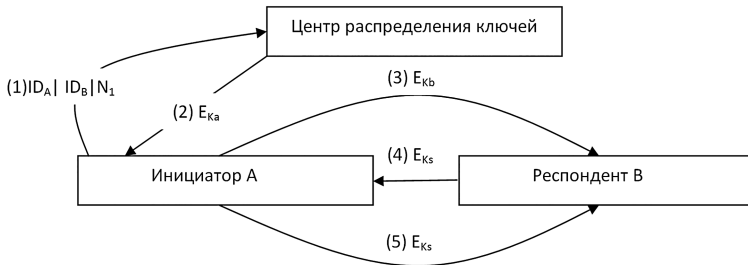 Центр распределения ключей
(1)IDA| IDB|N1
(3) EKb
(2) EKa
(4) EKs
Инициатор А
Респондент В
(5) EKs